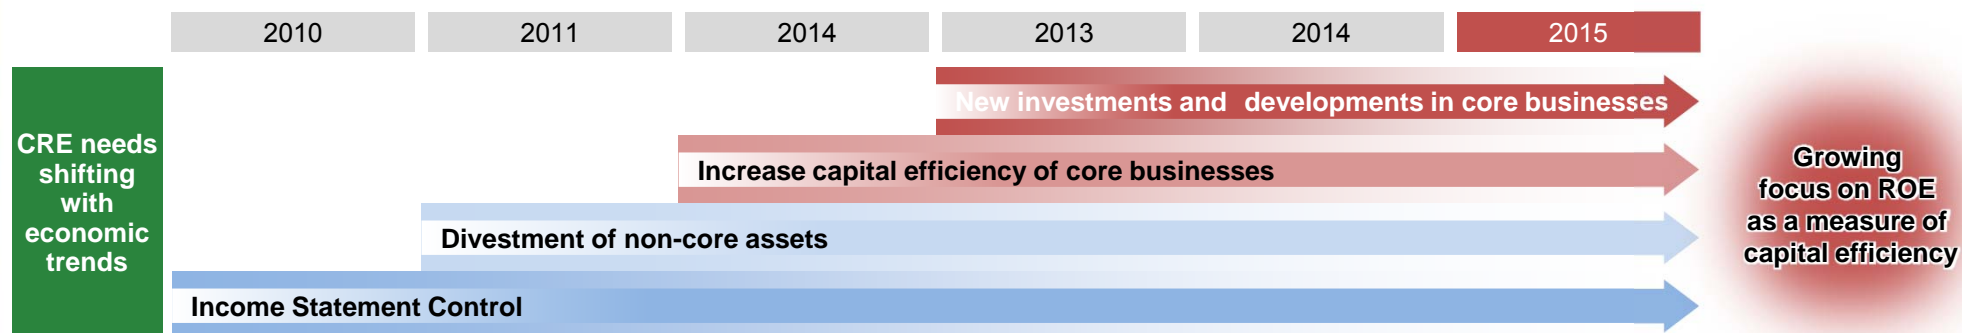 2010 2011 2014 2013 2014 2015
CRE needs
shifting
with
economic
trends
New investments and developments in core businesses
Increase capital efficiency of core businesses
Divestment of non-core assets
Income Statement Control
Growing
focus on ROE
as a measure of
capital efficiency